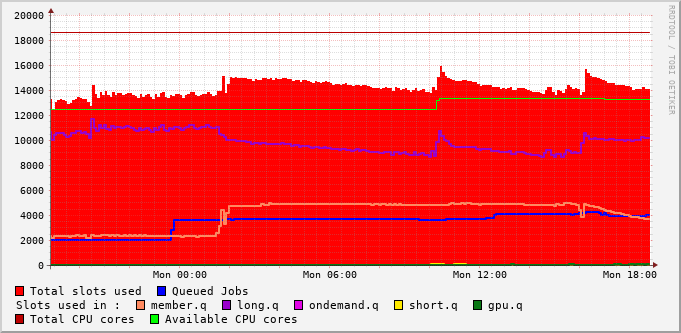 20000
18000
16000
14000
12000
10000
8000
6000
4000
2000
0
Mon 00:00 Mon 06:00 Mon 12:00 Mon 18:00
RRDTOOL / TOBI OETIKER
Total slots used Queued Jobs
Slots used in : member.q long.q ondemand.q short.q gpu.q
Total CPU cores Available CPU cores